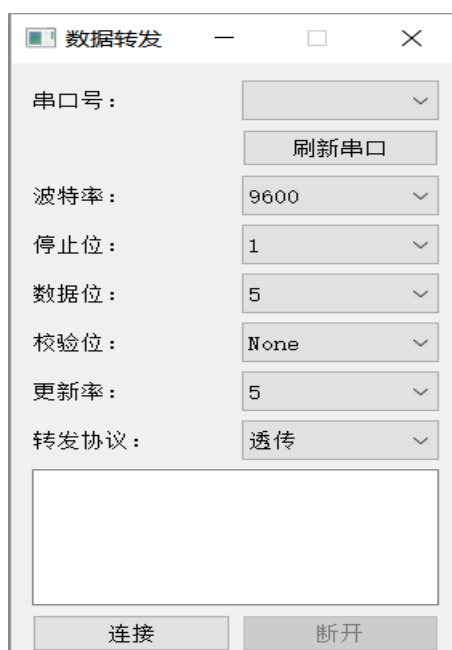 数据转发
串口号：
刷新串口
波特率： 9600
停止位： 1
数据位： 5
校验位： None
更新率： 5
转发协议： 透传
连接 断开